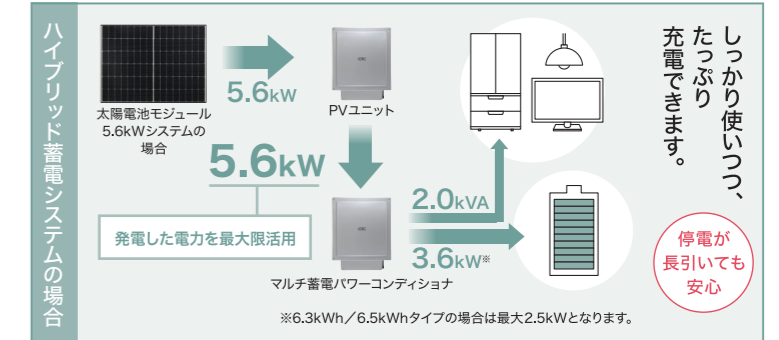 ハイブリッド蓄電システムの場合
太陽電池モジュール
5.6kWシステムの
場合
5.6kW
PVユニット
5.6kW
発電した電力を最大限活用
マルチ蓄電パワーコンディショナ
2.0kVA
3.6kW※
しっかり使いつつ、
たっぷり
充電できます。
停電が
長引いても
安心
※6.3kWh／6.5kWhタイプの場合は最大2.5kWとなります。